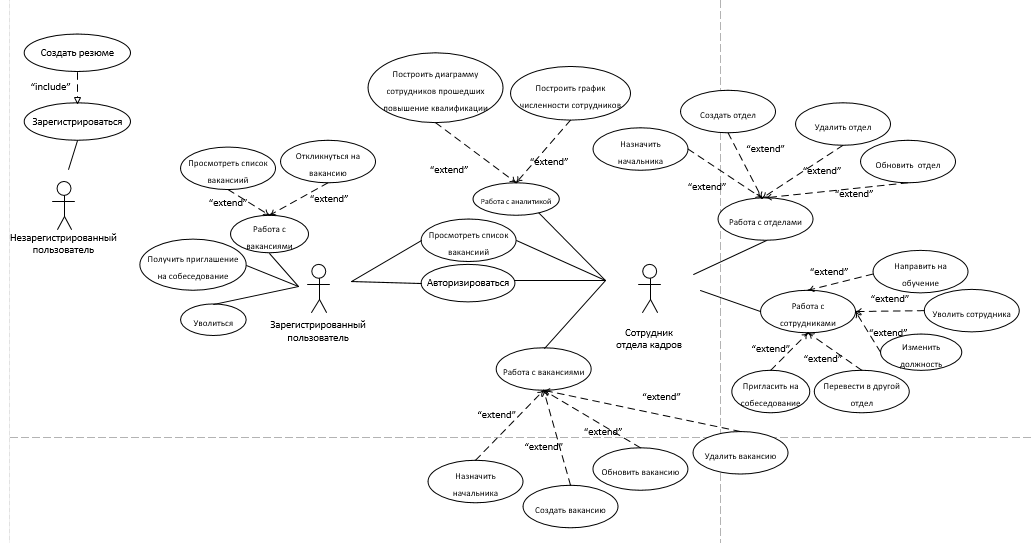 Создать резюме
“include”
Зарегистрироваться
Незарегистрированный
пользователь
Просмотреть список
вакансиий
Откликнуться на
вакансию
“extend”
“extend”
Работа с
вакансиями
Получить приглашение
на собеседование
Уволиться
Зарегистрированный
пользователь
Построить диаграмму
сотрудников прошедших
повышение квалификации
Построить график
численности сотрудников
“extend”
“extend”
Работа с аналитикой
Просмотреть список
вакансиий
Авторизироваться
Сотрудник
отдела кадров
Работа с вакансиями
“extend”
“extend”
“extend”
“extend”
Назначить
начальника
Создать вакансию
Обновить вакансию
Удалить вакансию
Назначить
начальника
Создать отдел
Удалить отдел
Обновить отдел
“extend”
“extend”
“extend”
“extend”
Работа с отделами
Работа с
сотрудниками
“extend”
“extend”
“extend”
“extend”
“extend”
Направить на
обучение
Уволить сотрудника
Изменить
должность
Пригласить на
собеседование
Перевести в другой
отдел